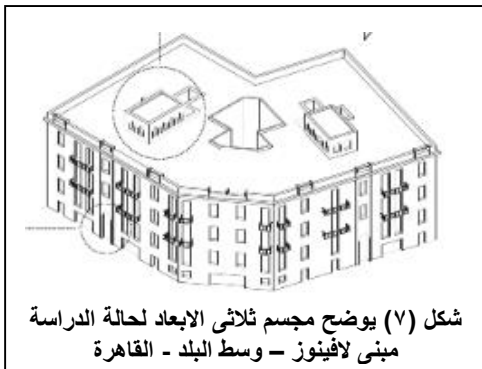 شكل (٧) يوضح مجسم ثلاثى الابعاد لحالة الدراسة
مبنى لافينوز – وسط البلد - القاهرة